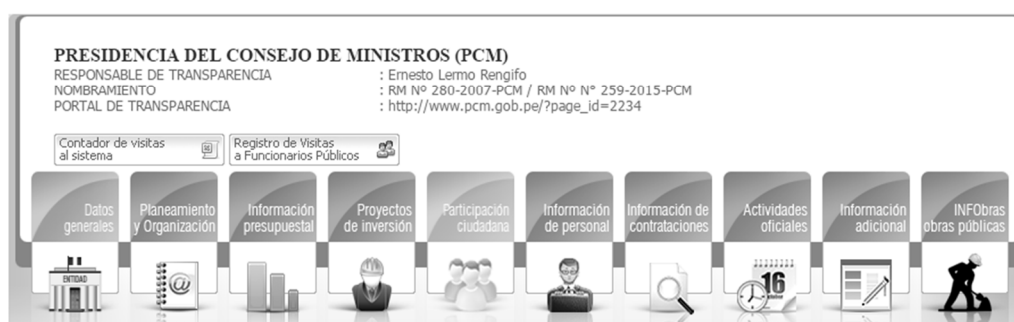 PRESIDENCIA DEL CONSEJO DE MINISTROS (PCM)
RESPONSABLE DE TRANSPARENCIA : Ernesto Lermo Rengifo
NOMBRAMIENTO : RM Nº 280-2007-PCM / RM Nº N° 259-2015-PCM
PORTAL DE TRANSPARENCIA : http://www.pcm.gob.pe/?page_id=2234
Contador de visitas
al sistema
Registro de Visitas
a Funcionarios Públicos
Datos
generales
Planeamiento
y Organización
Información
presupuestal
Proyectos
de inversión
Participación
ciudadana
Información
de personal
Información de
contrataciones
Actividades
oficiales
Información
adicional
INFObras
obras públicas
ENTIDAD
@
16